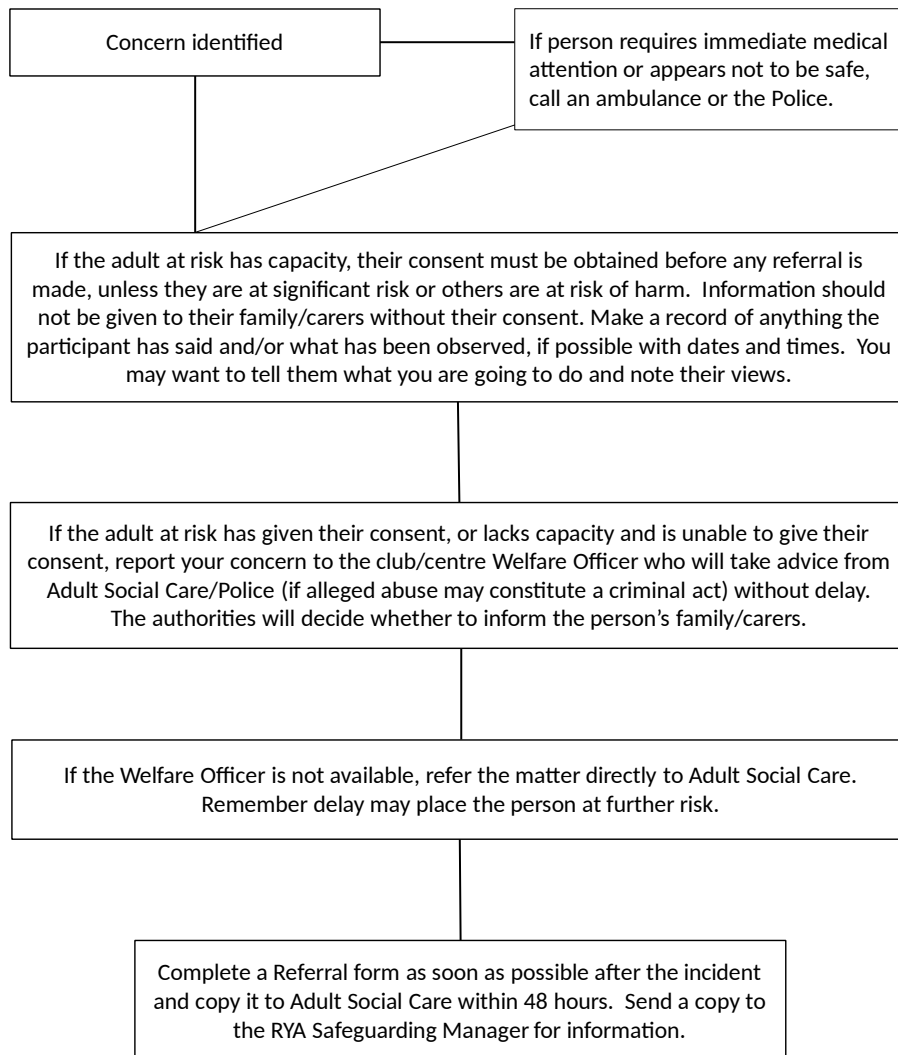 Concern identified
If person requires immediate medical
attention or appears not to be safe,
call an ambulance or the Police.
If the adult at risk has capacity, their consent must be obtained before any referral is
made, unless they are at significant risk or others are at risk of harm.  Information should
not be given to their family/carers without their consent. Make a record of anything the
participant has said and/or what has been observed, if possible with dates and times.  You
may want to tell them what you are going to do and note their views.
If the adult at risk has given their consent, or lacks capacity and is unable to give their
consent, report your concern to the club/centre Welfare Officer who will take advice from
Adult Social Care/Police (if alleged abuse may constitute a criminal act) without delay.
The authorities will decide whether to inform the person’s family/carers.
If the Welfare Officer is not available, refer the matter directly to Adult Social Care.
Remember delay may place the person at further risk.
Complete a Referral form as soon as possible after the incident
and copy it to Adult Social Care within 48 hours.  Send a copy to
the RYA Safeguarding Manager for information.